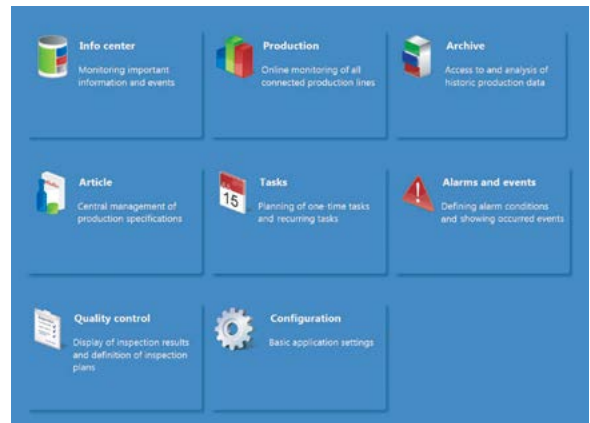 Info center
Monitoring important
information and events
Production
Online monitoring of all
connected production lines
Archive
Access to and analysis of
historic production data
Article
Central management of
production specifications
15
Tasks
Planning of one-time tasks
and recurring tasks
Alarms and events
Defining alarm conditions
and showing occurred events
Quality control
Display of inspection results
and definition of inspection
plans
Configuration
Basic application settings